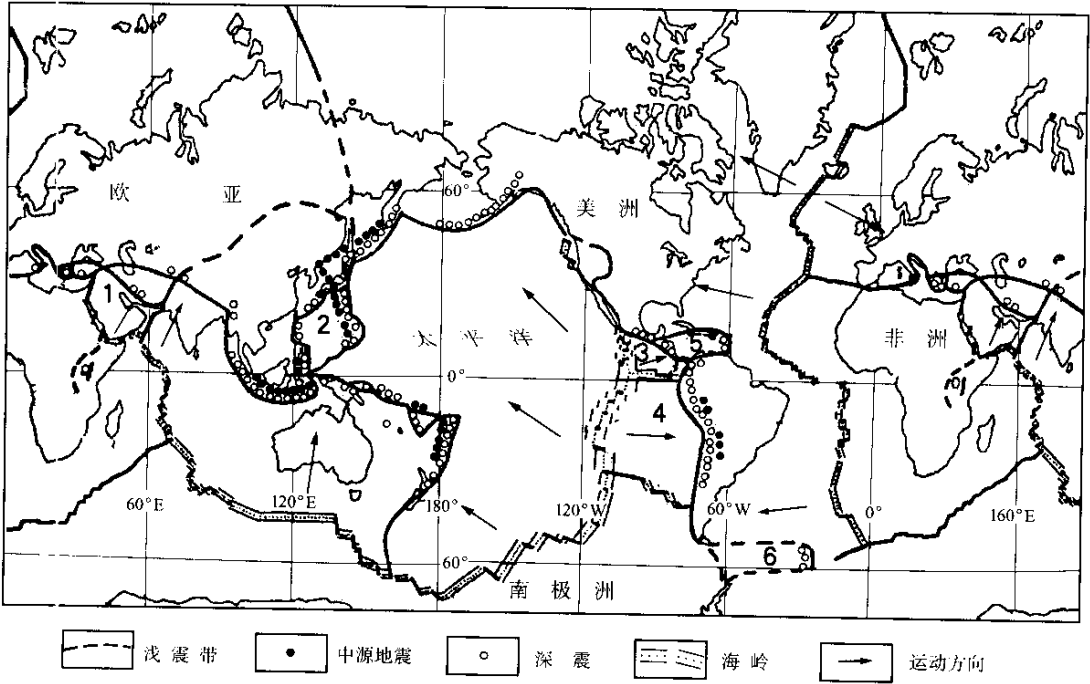 欧 亚
美 洲
太 平 洋
非 洲
南 极 洲
60°
0°
60°
60°E
120°E
180°
120°W
60°W
0°
160°E
1
2
3
4
5
6
浅 震 带
中源地震
深 震
海 岭
运动方向